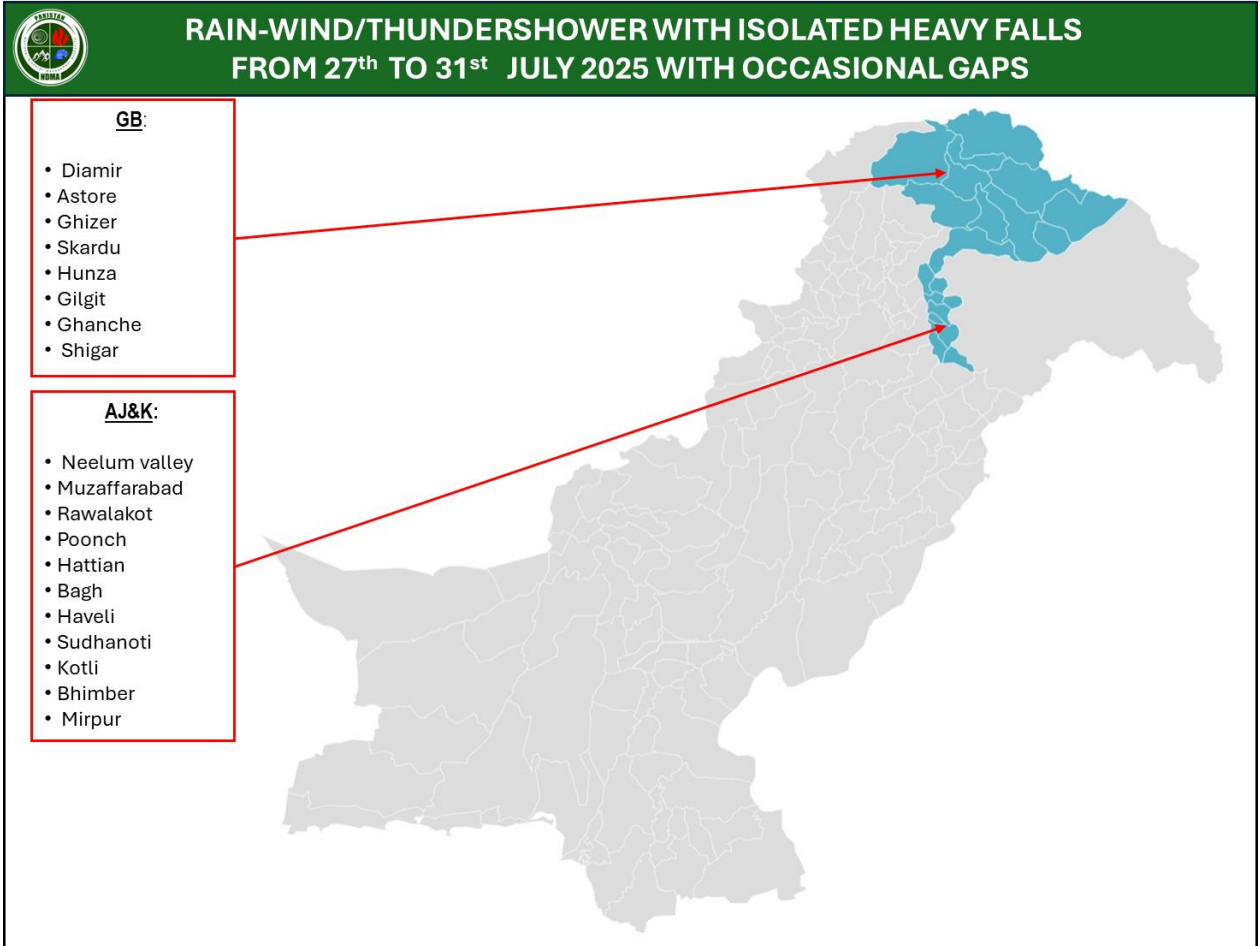 PAKISTAN
NDMA
RAIN-WIND/THUNDERSHOWER WITH ISOLATED HEAVY FALLS
FROM 27th TO 31st JULY 2025 WITH OCCASIONAL GAPS
GB:
• Diamir
• Astore
• Ghizer
• Skardu
• Hunza
• Gilgit
• Ghanche
• Shigar
AJ&K:
• Neelum valley
• Muzaffarabad
• Rawalakot
• Poonch
• Hattian
• Bagh
• Haveli
• Sudhanoti
• Kotli
• Bhimber
• Mirpur